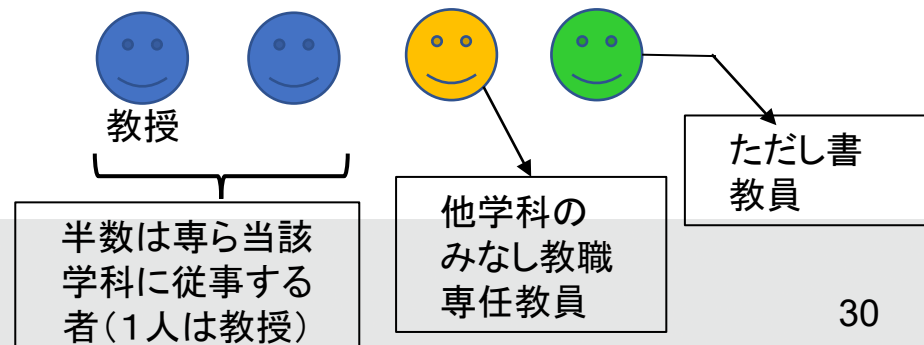 教授
半数は専ら当該
学科に従事する
者(1人は教授)
他学科の
みなし教職
専任教員
ただし書
教員
30